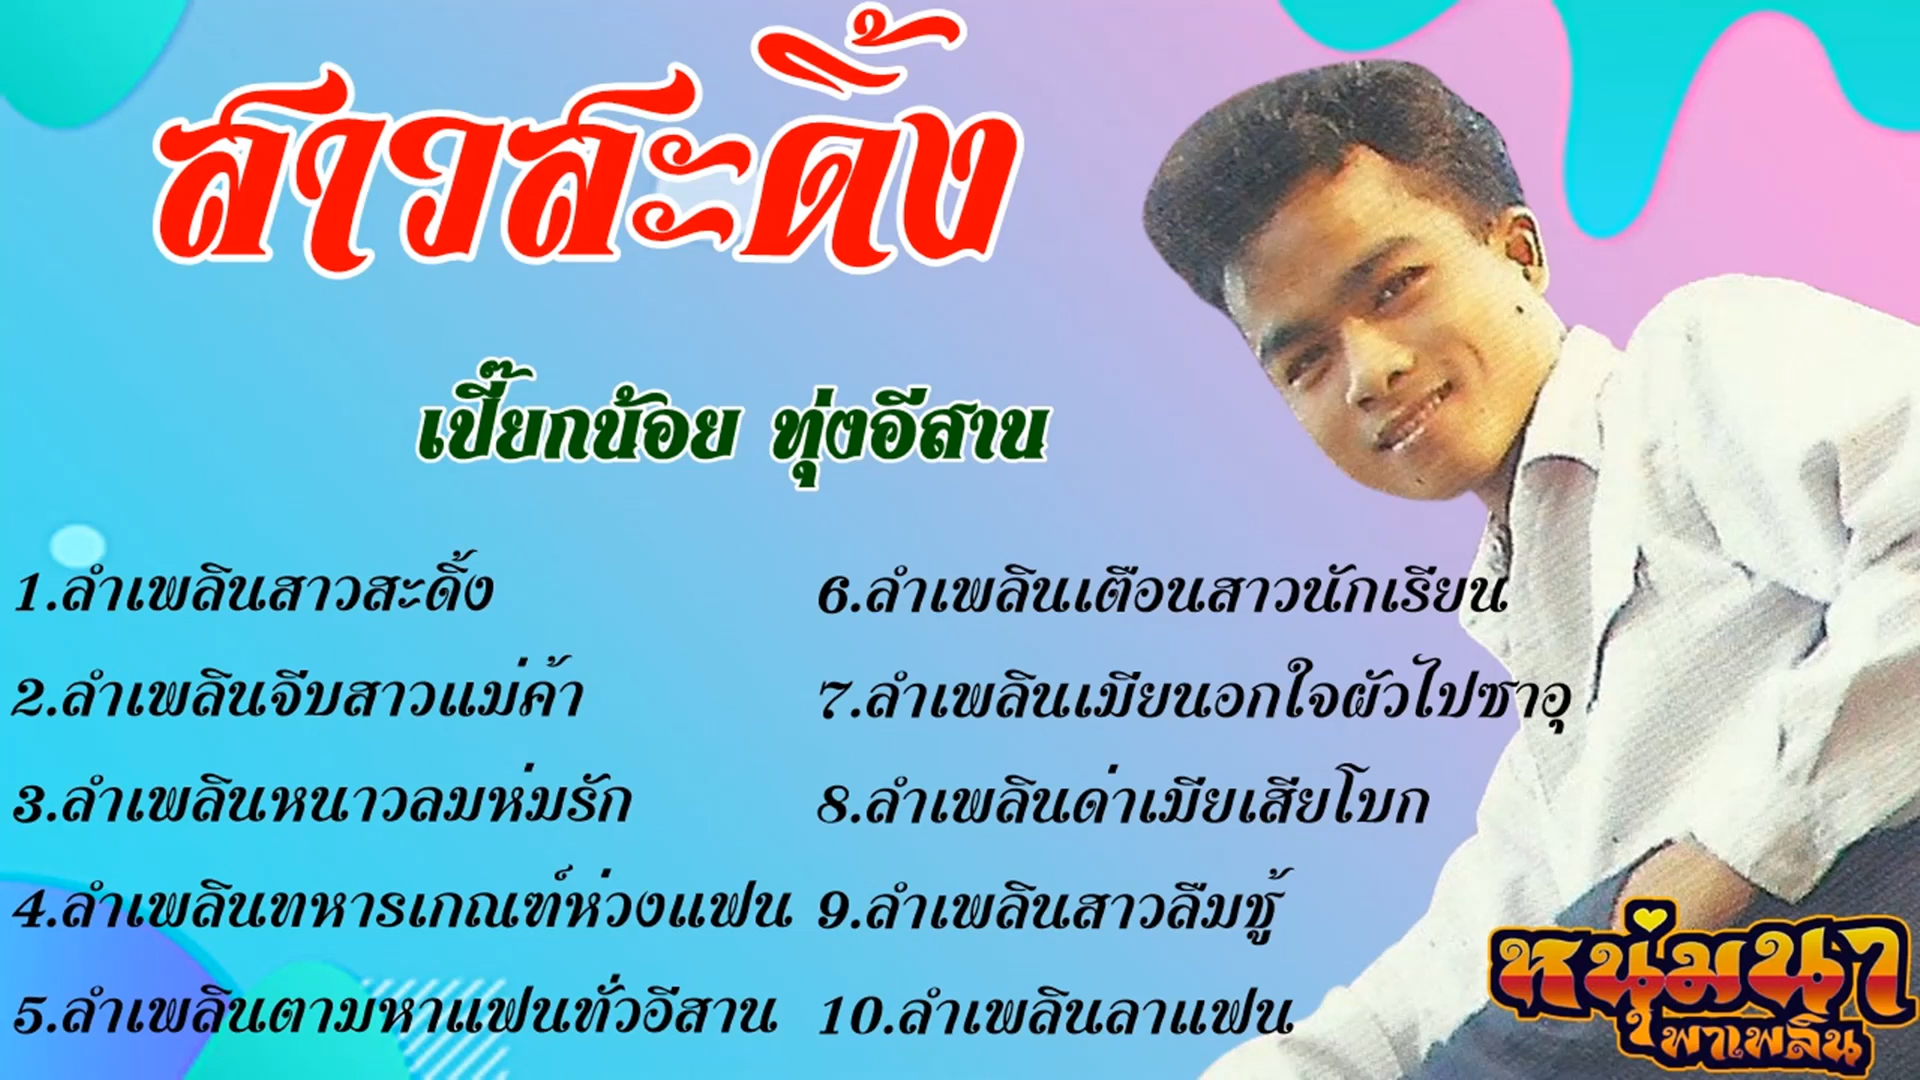 สาวสะดิ้ง
เปี๊ยกน้อย ทุ่งอีสาน
1.ลำเพลินสาวสะดิ้ง
2.ลำเพลินจีบสาวแม่ค้า
3.ลำเพลินหนาวลมห่มรัก
4.ลำเพลินทหารเกณฑ์ห่วงแฟน
5.ลำเพลินตามหาแฟนทั่วอีสาน
6.ลำเพลินเตือนสาวนักเรียน
7.ลำเพลินเมียนอกใจผัวไปซาอุ
8.ลำเพลินด่าเมียเสียโบก
9.ลำเพลินสาวลืมชู้
10.ลำเพลินลาแฟน
หนุ่มนา
พาเพลิน